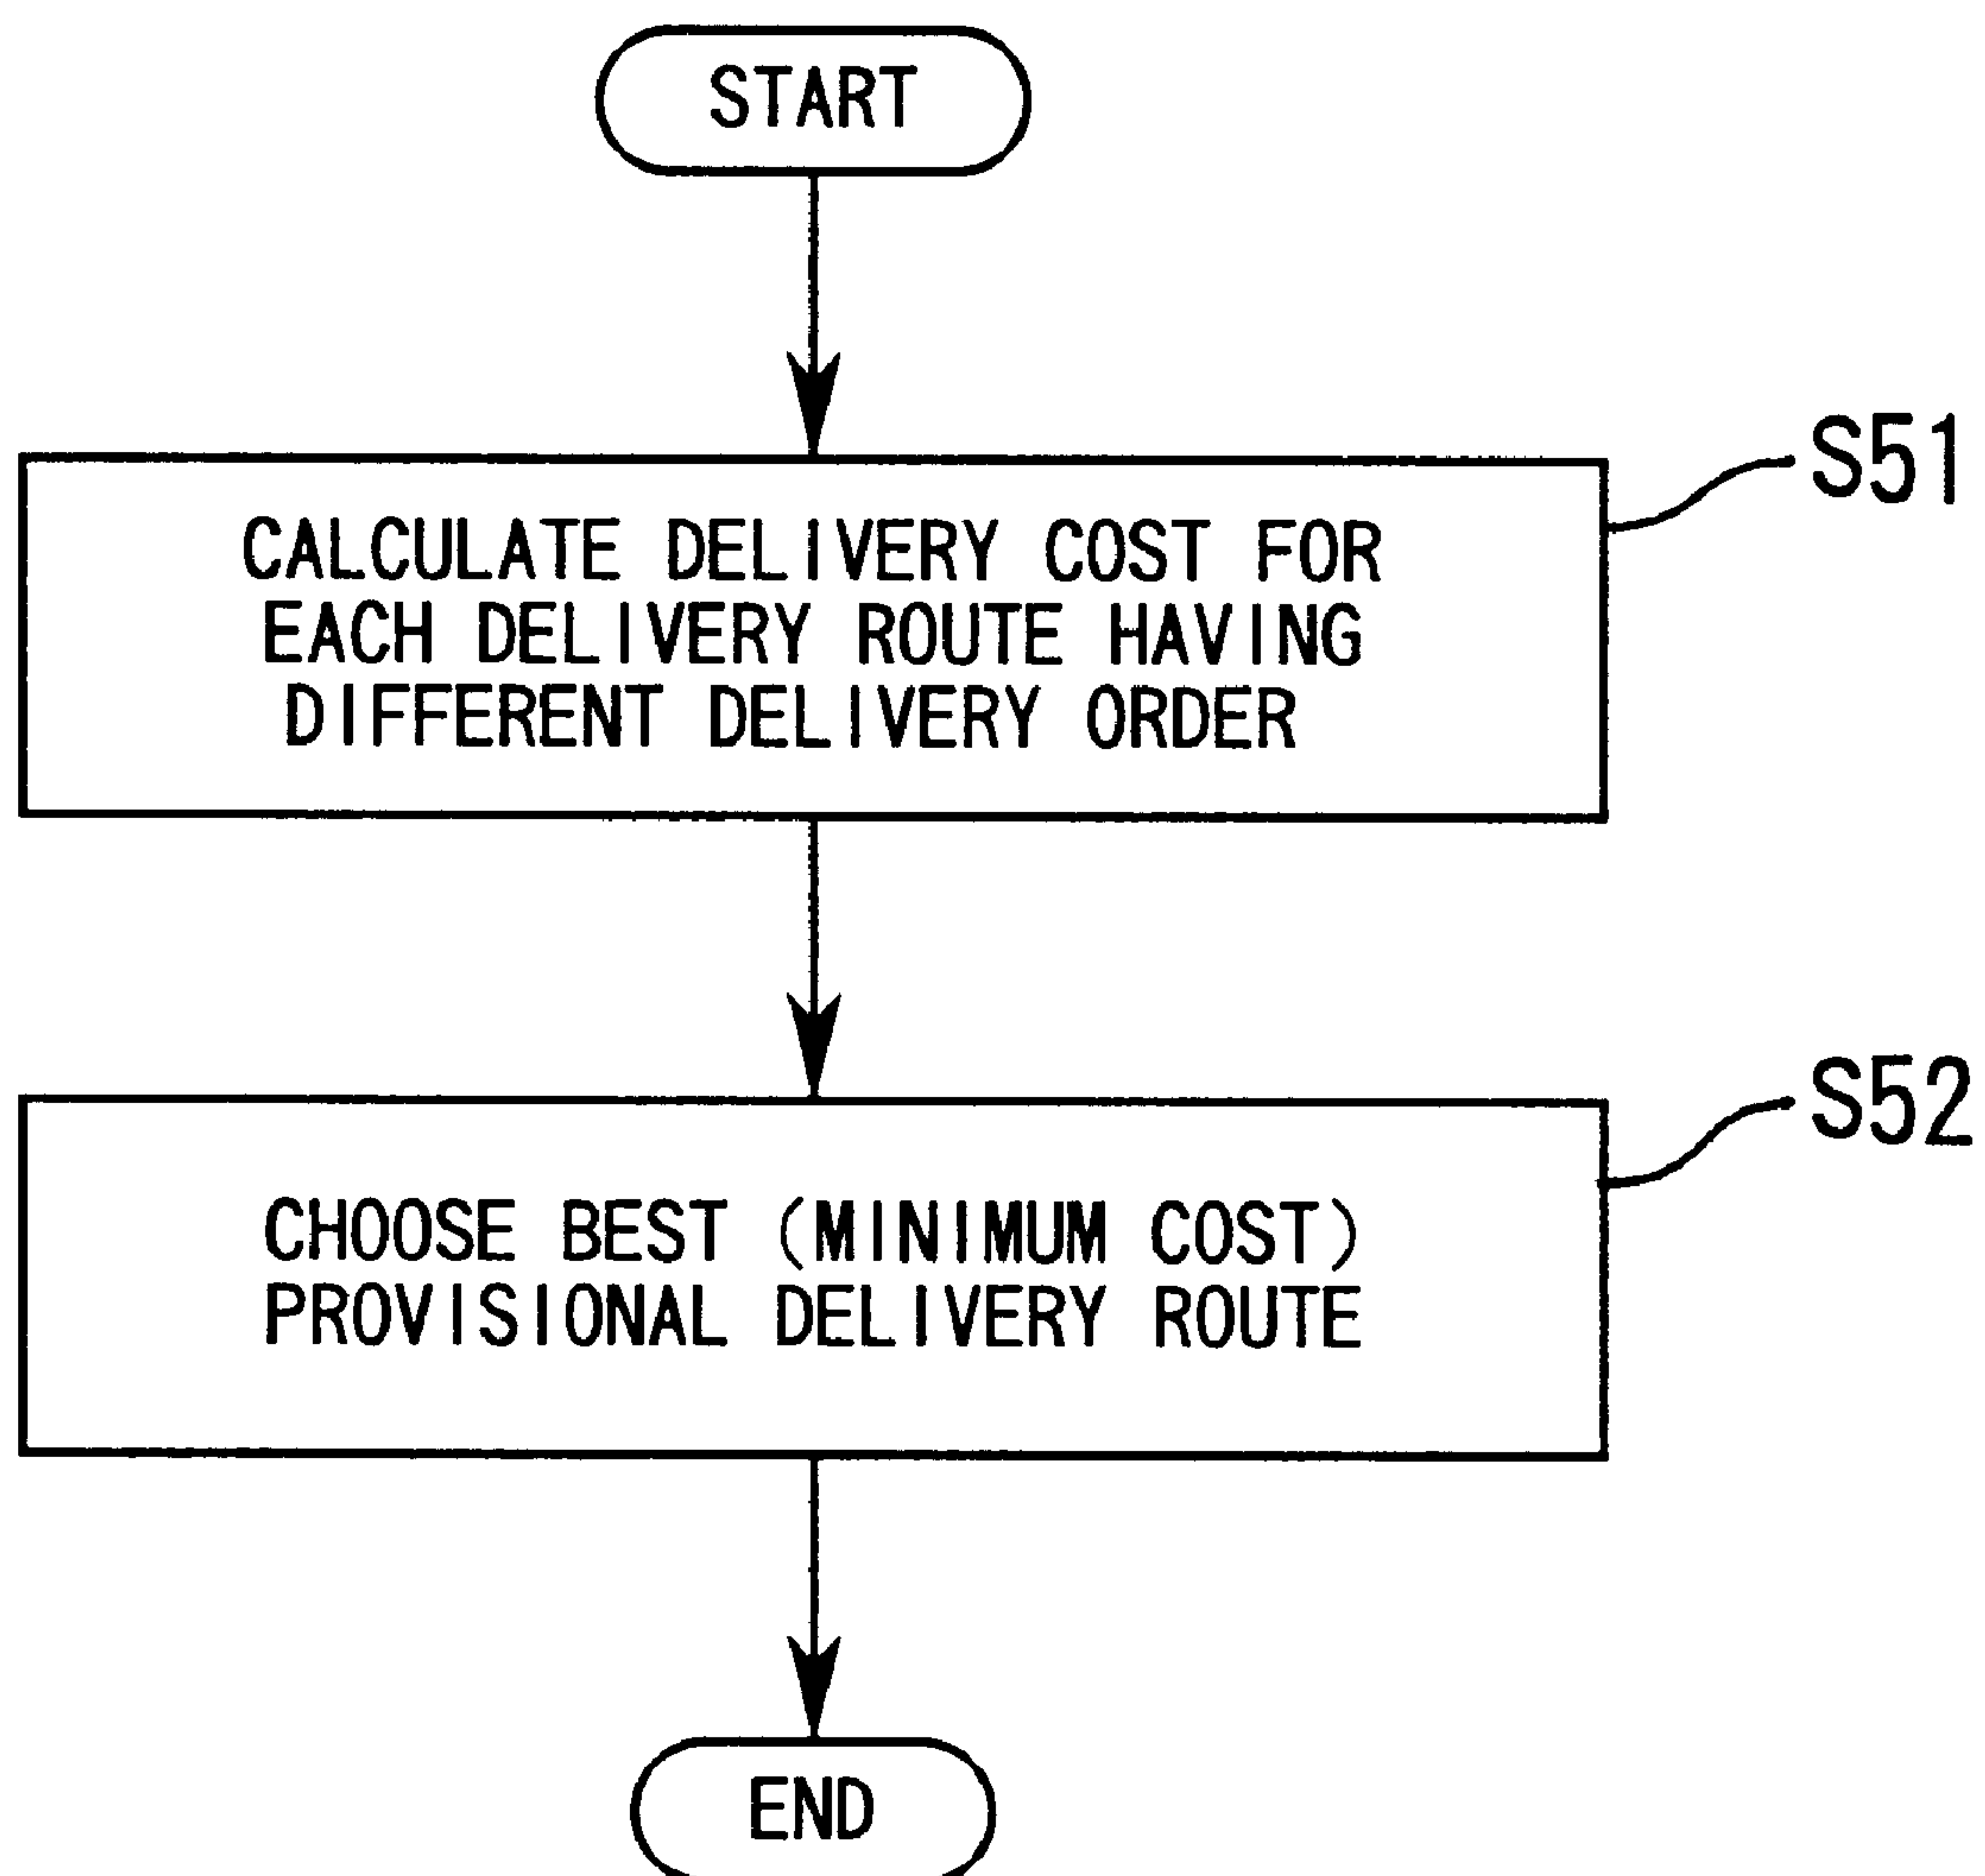 START
S51
CALCULATE DELIVERY COST FOR
EACH DELIVERY ROUTE HAVING
DIFFERENT DELIVERY ORDER
S52
CHOOSE BEST (MINIMUM COST)
PROVISIONAL DELIVERY ROUTE
END